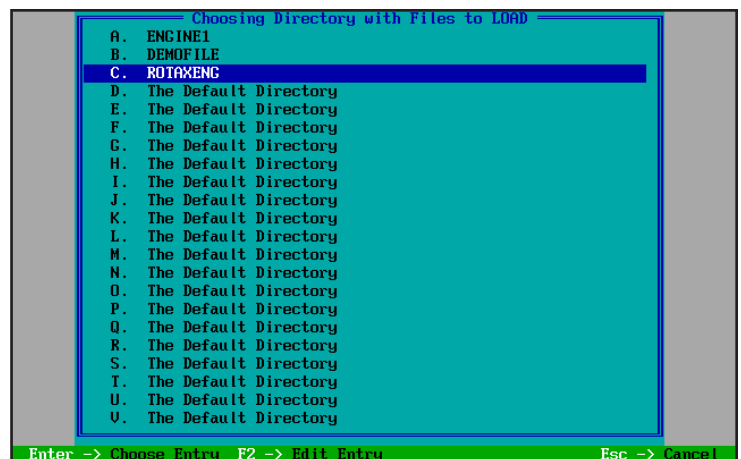 Choosing Directory with Files to LOAD
A. ENGINE1
B. DEMOFILE
C. ROTAXENG
D. The Default Directory
E. The Default Directory
F. The Default Directory
G. The Default Directory
H. The Default Directory
I. The Default Directory
J. The Default Directory
K. The Default Directory
L. The Default Directory
M. The Default Directory
N. The Default Directory
O. The Default Directory
P. The Default Directory
Q. The Default Directory
R. The Default Directory
S. The Default Directory
T. The Default Directory
U. The Default Directory
V. The Default Directory
Enter -> Choose Entry F2 -> Edit Entry Esc -> Cancel